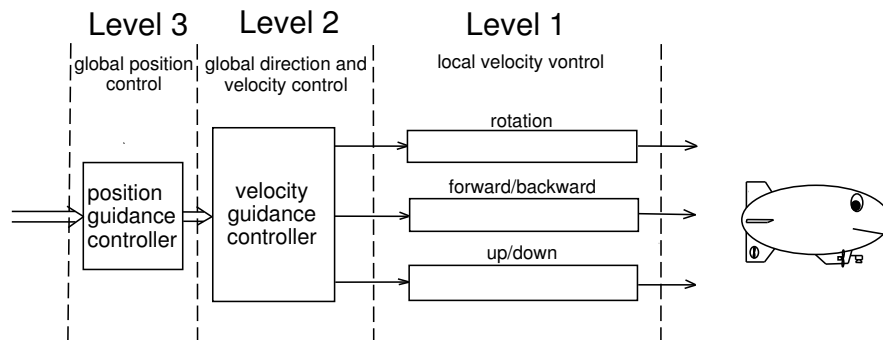 Level 3
Level 2
Level 1
global position
control
global direction and
velocity control
local velocity vontrol
rotation
forward/backward
up/down
position
guidance
controller
velocity
guidance
controller